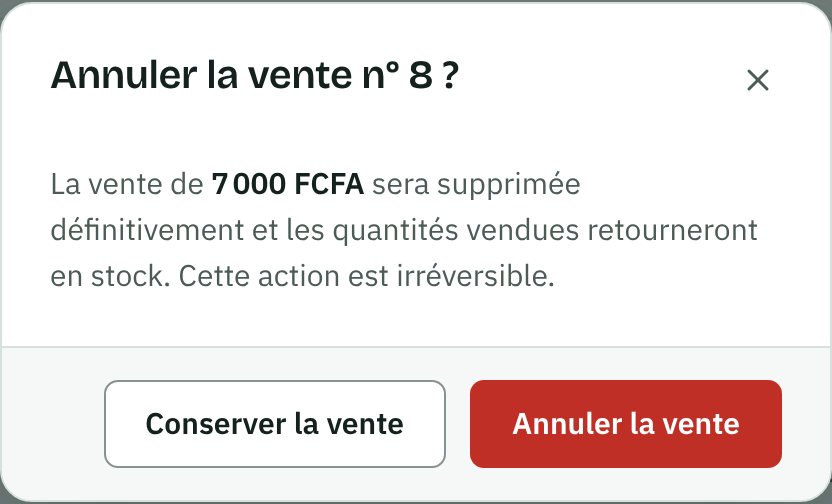 Annuler la vente n° 8 ?
La vente de 7 000 FCFA sera supprimée
définitivement et les quantités vendues retourneront
en stock. Cette action est irréversible.
Conserver la vente
Annuler la vente